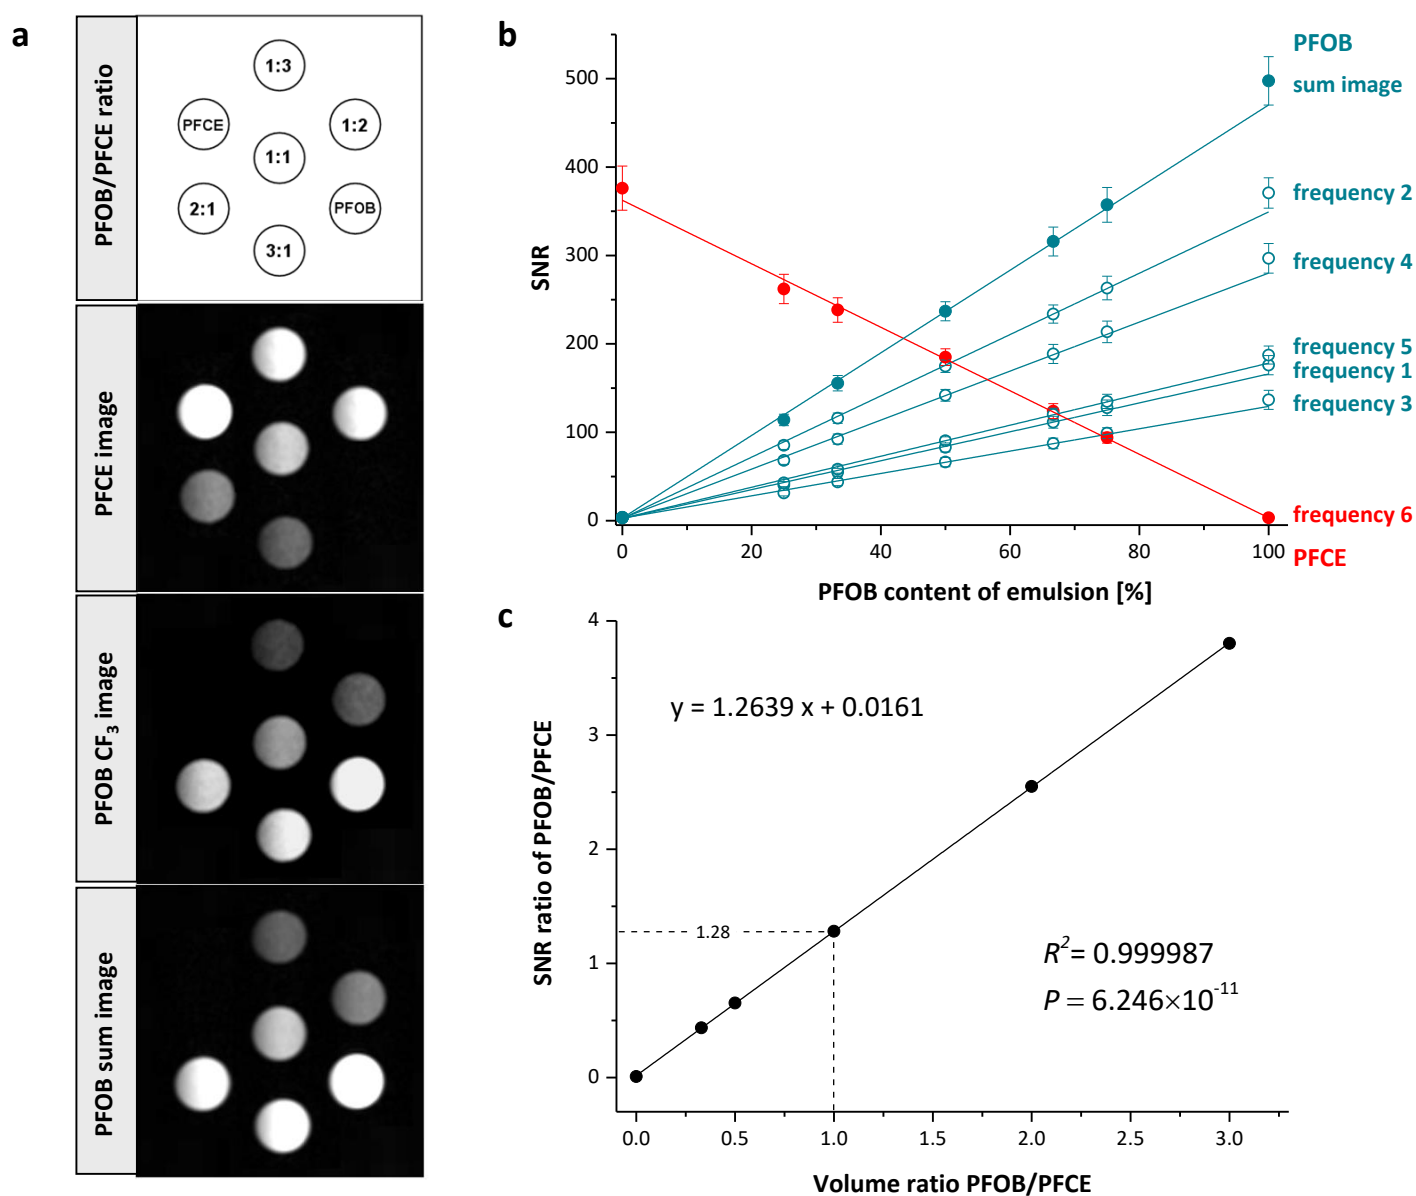 a
PFOB/PFCE ratio
1:3
PFCE
1:2
1:1
2:1
PFOB
3:1
PFCE image
PFOB CF₃ image
PFOB sum image
b
SNR
500
400
300
200
100
0
0
20
40
60
80
100
PFOB content of emulsion [%]
PFOB
sum image
frequency 2
frequency 4
frequency 5
frequency 1
frequency 3
frequency 6
PFCE
c
SNR ratio of PFOB/PFCE
4
3
2
1
0
y = 1.2639 x + 0.0161
1.28
R²= 0.999987
P = 6.246×10⁻¹¹
0.0
0.5
1.0
1.5
2.0
2.5
3.0
Volume ratio PFOB/PFCE